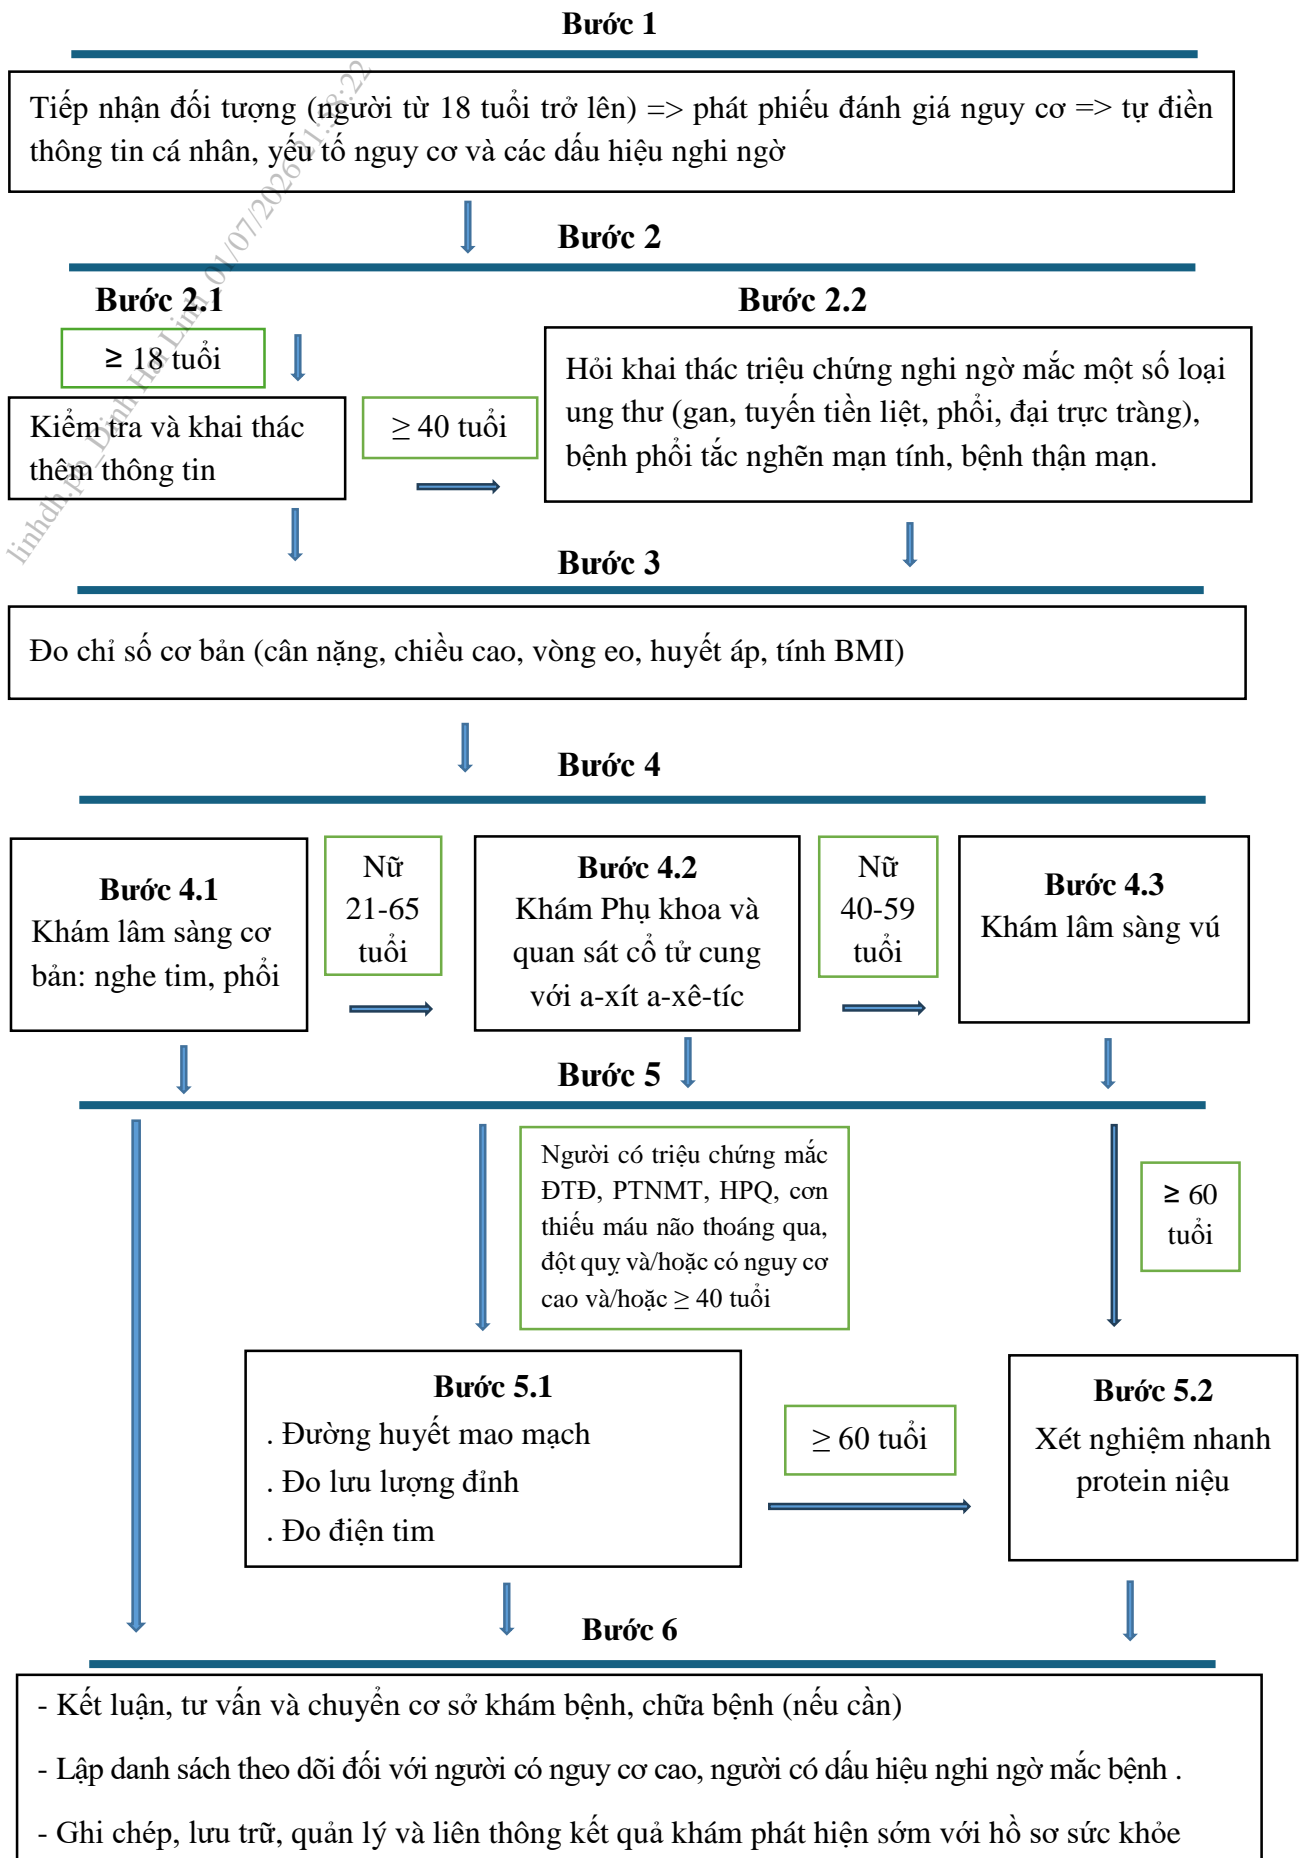 Bước 1
Tiếp nhận đối tượng (người từ 18 tuổi trở lên) => phát phiếu đánh giá nguy cơ => tự điền
thông tin cá nhân, yếu tố nguy cơ và các dấu hiệu nghi ngờ
Bước 2
Bước 2.1
Bước 2.2
≥ 18 tuổi
Kiểm tra và khai thác
thêm thông tin
≥ 40 tuổi
Hỏi khai thác triệu chứng nghi ngờ mắc một số loại
ung thư (gan, tuyến tiền liệt, phổi, đại trực tràng),
bệnh phổi tắc nghẽn mạn tính, bệnh thận mạn.
Bước 3
Đo chỉ số cơ bản (cân nặng, chiều cao, vòng eo, huyết áp, tính BMI)
Bước 4
Bước 4.1
Khám lâm sàng cơ
bản: nghe tim, phổi
Nữ
21-65
tuổi
Bước 4.2
Khám Phụ khoa và
quan sát cổ tử cung
với a-xít a-xê-tíc
Nữ
40-59
tuổi
Bước 4.3
Khám lâm sàng vú
Bước 5
Người có triệu chứng mắc
ĐTĐ, PTNMT, HPQ, cơn
thiếu máu não thoáng qua,
đột quỵ và/hoặc có nguy cơ
cao và/hoặc ≥ 40 tuổi
≥ 60
tuổi
Bước 5.1
. Đường huyết mao mạch
. Đo lưu lượng đỉnh
. Đo điện tim
≥ 60 tuổi
Bước 5.2
Xét nghiệm nhanh
protein niệu
Bước 6
- Kết luận, tư vấn và chuyển cơ sở khám bệnh, chữa bệnh (nếu cần)
- Lập danh sách theo dõi đối với người có nguy cơ cao, người có dấu hiệu nghi ngờ mắc bệnh .
- Ghi chép, lưu trữ, quản lý và liên thông kết quả khám phát hiện sớm với hồ sơ sức khỏe